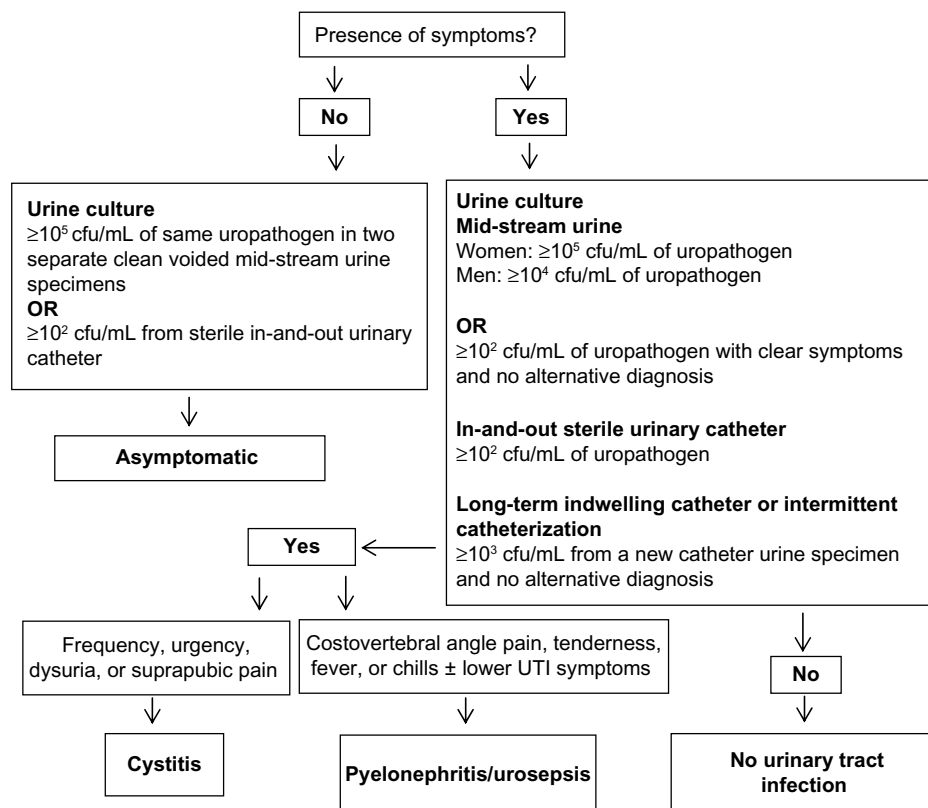 Presence of symptoms?
No
Yes
Urine culture
≥10⁵ cfu/mL of same uropathogen in two
separate clean voided mid-stream urine
specimens
OR
≥10² cfu/mL from sterile in-and-out urinary
catheter
Asymptomatic
Urine culture
Mid-stream urine
Women: ≥10⁵ cfu/mL of uropathogen
Men: ≥10⁴ cfu/mL of uropathogen
OR
≥10² cfu/mL of uropathogen with clear symptoms
and no alternative diagnosis
In-and-out sterile urinary catheter
≥10² cfu/mL of uropathogen
Long-term indwelling catheter or intermittent
catheterization
≥10³ cfu/mL from a new catheter urine specimen
and no alternative diagnosis
Yes
Frequency, urgency,
dysuria, or suprapubic pain
Costovertebral angle pain, tenderness,
fever, or chills ± lower UTI symptoms
No
Cystitis
Pyelonephritis/urosepsis
No urinary tract
infection